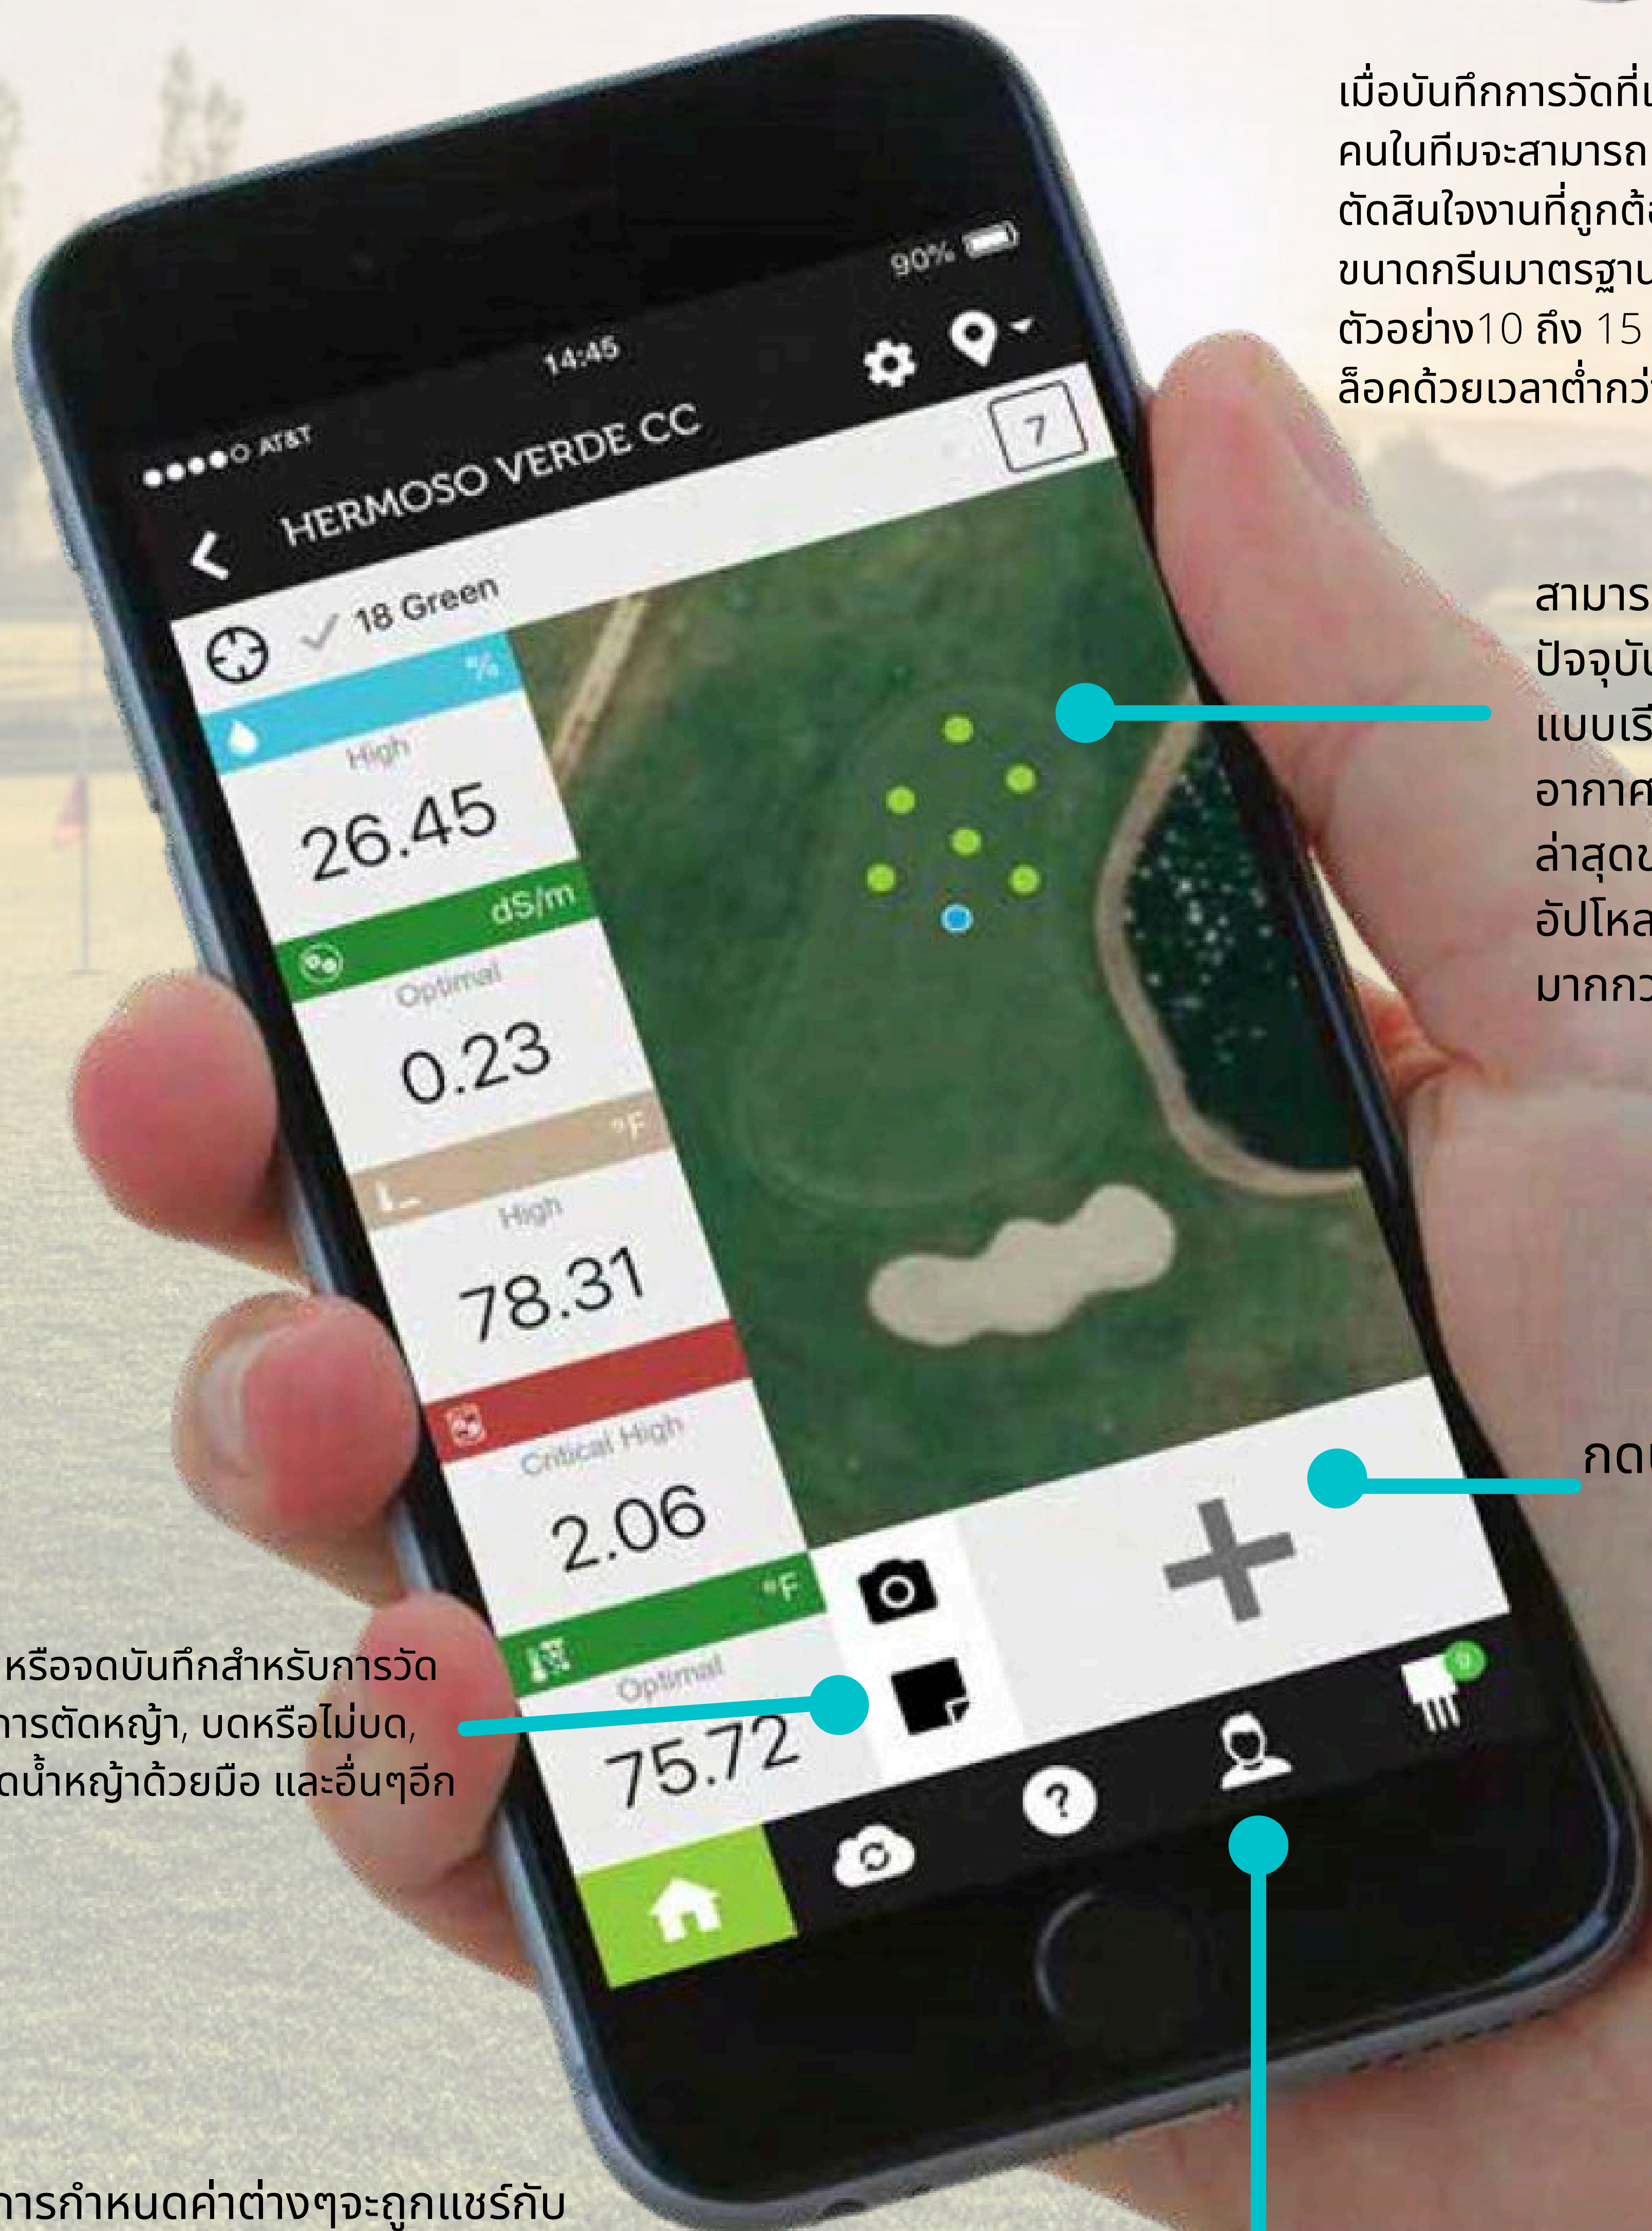 เมื่อบันทึกการวัดที่
คนในทีมจะสามารถ
ตัดสินใจงานที่ถูกต้
ขนาดกรีนมาตรฐาน
ตัวอย่าง10 ถึง 15
ล็อคด้วยเวลาต่ำกว่
90%
14:45
AT&T
HERMOSO VERDE CC
7
18 Green
%
High
26.45
dS/m
Optimal
0.23
°F
High
78.31
Critical High
2.06
°F
Optimal
75.72
?
9
สามาร
ปัจจุบัน
แบบเรี
อากาศ
ล่าสุด
อัปโหล
มากกว
กด
หรือจดบันทึกสำหรับการวัด
การตัดหญ้า, บดหรือไม่บด,
ดน้ำหญ้าด้วยมือ และอื่นๆอีก
การกำหนดค่าต่างๆจะถูกแชร์กับ